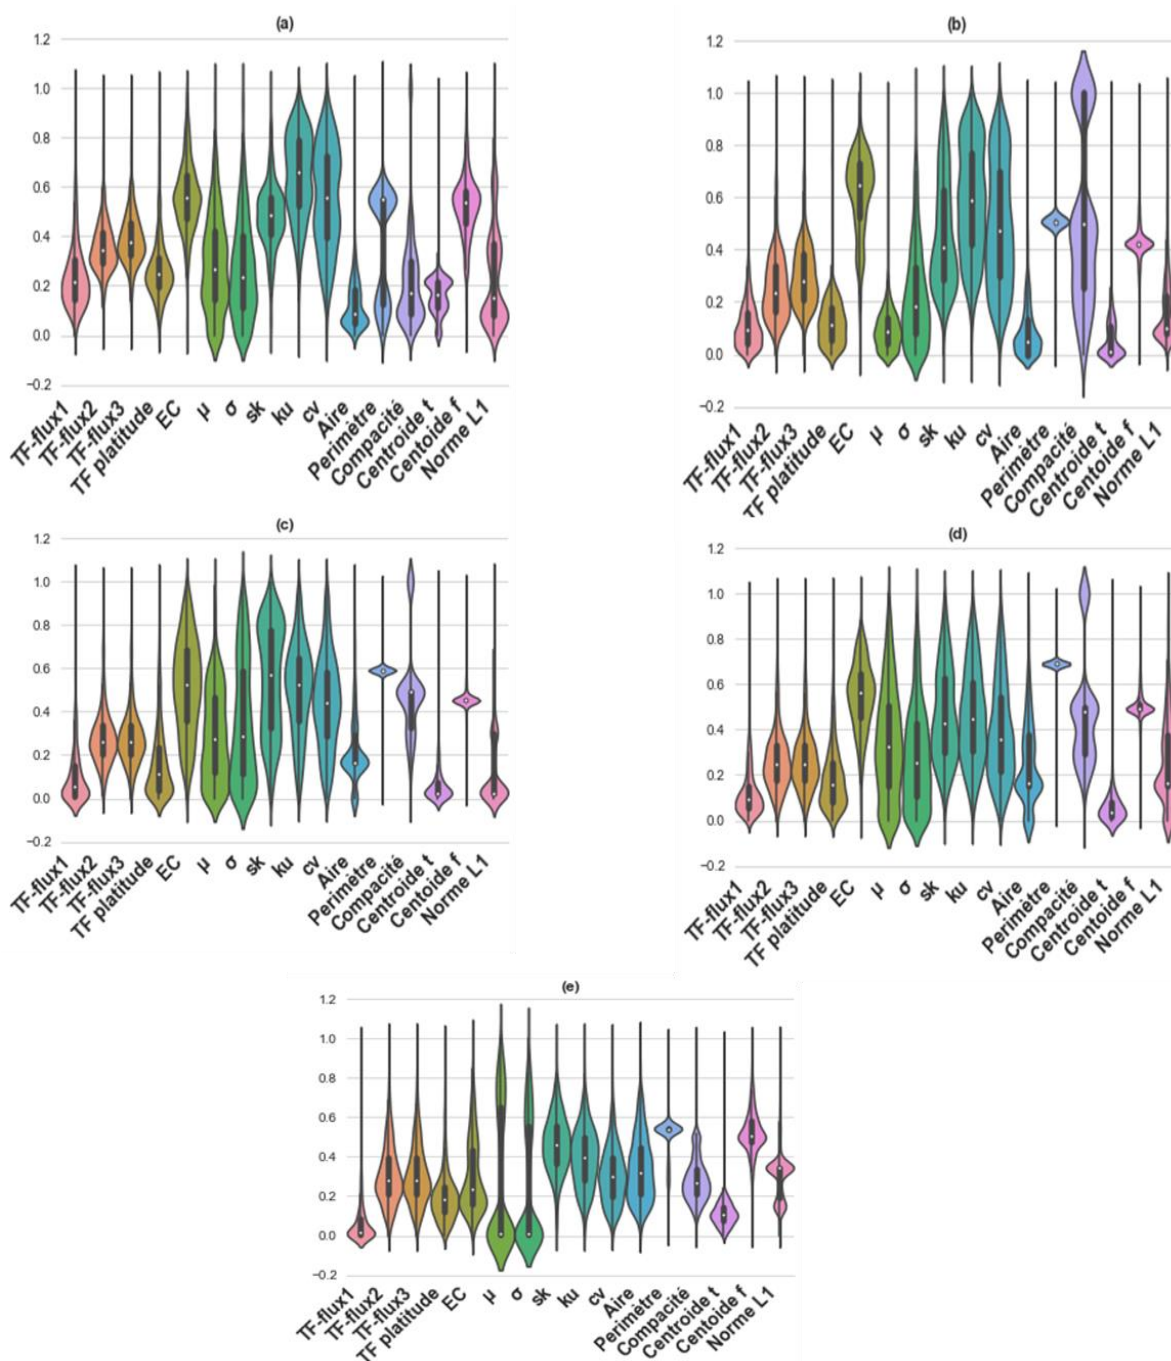 (a)
1.2
1.0
0.8
0.6
0.4
0.2
0.0
−0.2
TF-flux1
TF-flux2
TF-flux3
TF platitude
EC
μ
σ
sk
ku
cv
Aire
Perimètre
Compacité
Centroide t
Centoide f
Norme L1
(b)
1.2
1.0
0.8
0.6
0.4
0.2
0.0
−0.2
TF-flux1
TF-flux2
TF-flux3
TF platitude
EC
μ
σ
sk
ku
cv
Aire
Perimètre
Compacité
Centroide t
Centoide f
Norme L1
(c)
1.2
1.0
0.8
0.6
0.4
0.2
0.0
−0.2
TF-flux1
TF-flux2
TF-flux3
TF platitude
EC
μ
σ
sk
ku
cv
Aire
Perimètre
Compacité
Centroide t
Centoide f
Norme L1
(d)
1.2
1.0
0.8
0.6
0.4
0.2
0.0
−0.2
TF-flux1
TF-flux2
TF-flux3
TF platitude
EC
μ
σ
sk
ku
cv
Aire
Perimètre
Compacité
Centroide t
Centoide f
Norme L1
(e)
1.2
1.0
0.8
0.6
0.4
0.2
0.0
−0.2
TF-flux1
TF-flux2
TF-flux3
TF platitude
EC
μ
σ
sk
ku
cv
Aire
Perimètre
Compacité
Centroide t
Centoide f
Norme L1